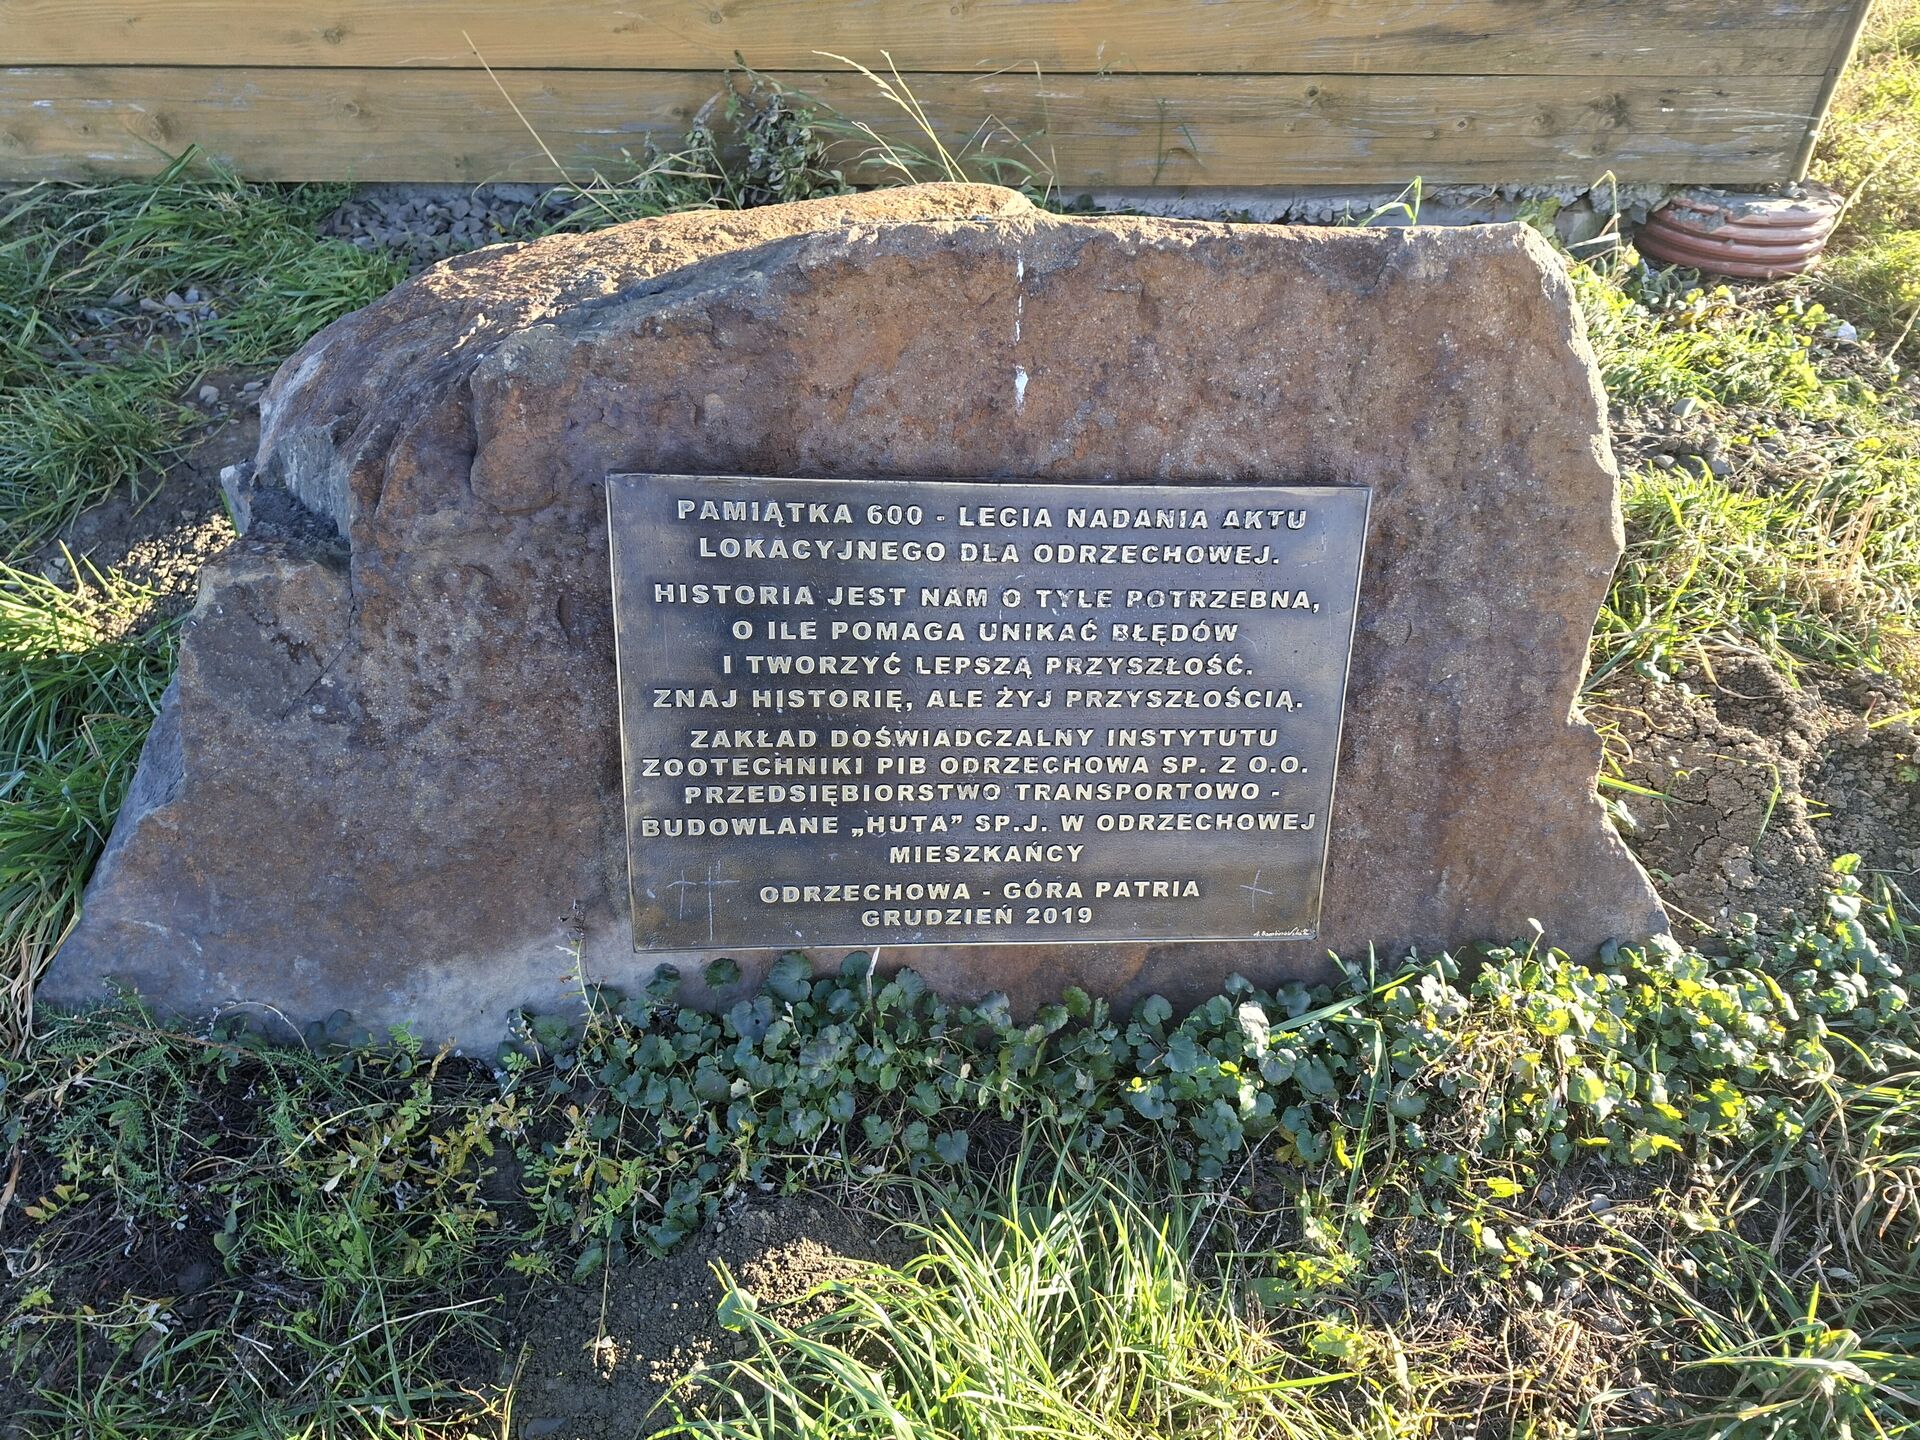 PAMIĄTKA 600 - LECIA NADANIA AKTU
LOKACYJNEGO DLA ODRZECHOWEJ.
HISTORIA JEST NAM O TYLE POTRZEBNA,
O ILE POMAGA UNIKAĆ BŁĘDÓW
I TWORZYĆ LEPSZĄ PRZYSZŁOŚĆ.
ZNAJ HISTORIĘ, ALE ŻYJ PRZYSZŁOŚCIĄ.
ZAKŁAD DOŚWIADCZALNY INSTYTUTU
ZOOTECHNIKI PIB ODRZECHOWA SP. Z O.O.
PRZEDSIĘBIORSTWO TRANSPORTOWO -
BUDOWLANE „HUTA” SP.J. W ODRZECHOWEJ
MIESZKAŃCY
ODRZECHOWA - GÓRA PATRIA
GRUDZIEŃ 2019